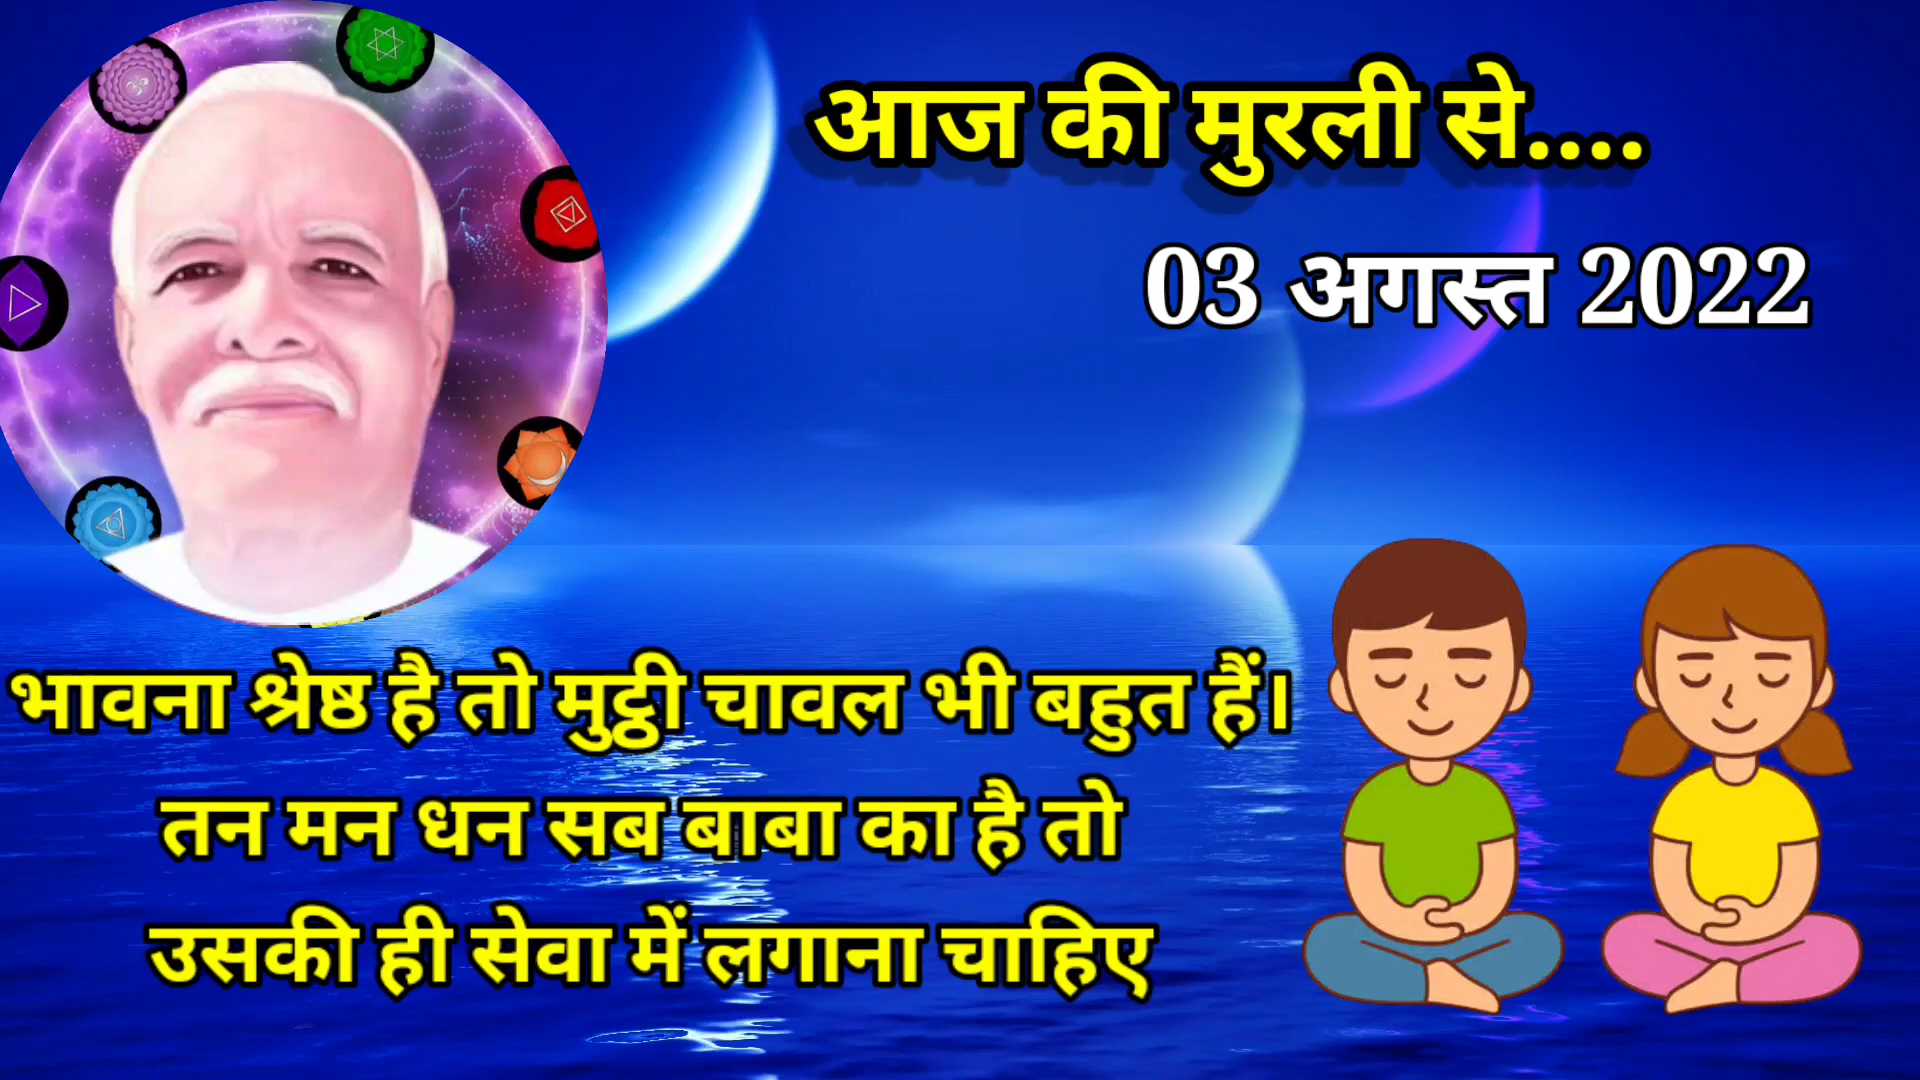 आज की मुरली से....
03 अगस्त 2022
भावना श्रेष्ठ है तो मुट्ठी चावल भी बहुत हैं।
तन मन धन सब बाबा का है तो
उसकी ही सेवा में लगाना चाहिए